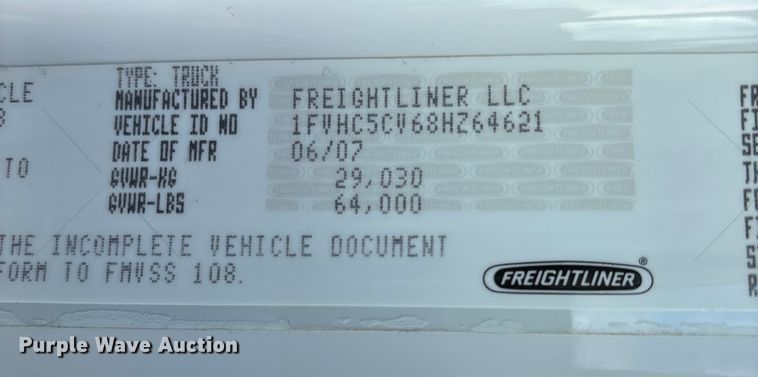 TYPE: TRUCK
MANUFACTURED BY FREIGHTLINER LLC
VEHICLE ID NO 1FVHC5CV68HZ64621
DATE OF MFR 06/07
GVWR-KG 29,030
GVWR-LBS 64,000
TO
THE INCOMPLETE VEHICLE DOCUMENT
FORM TO FMVSS 108.
FREIGHTLINER®
Purple Wave Auction